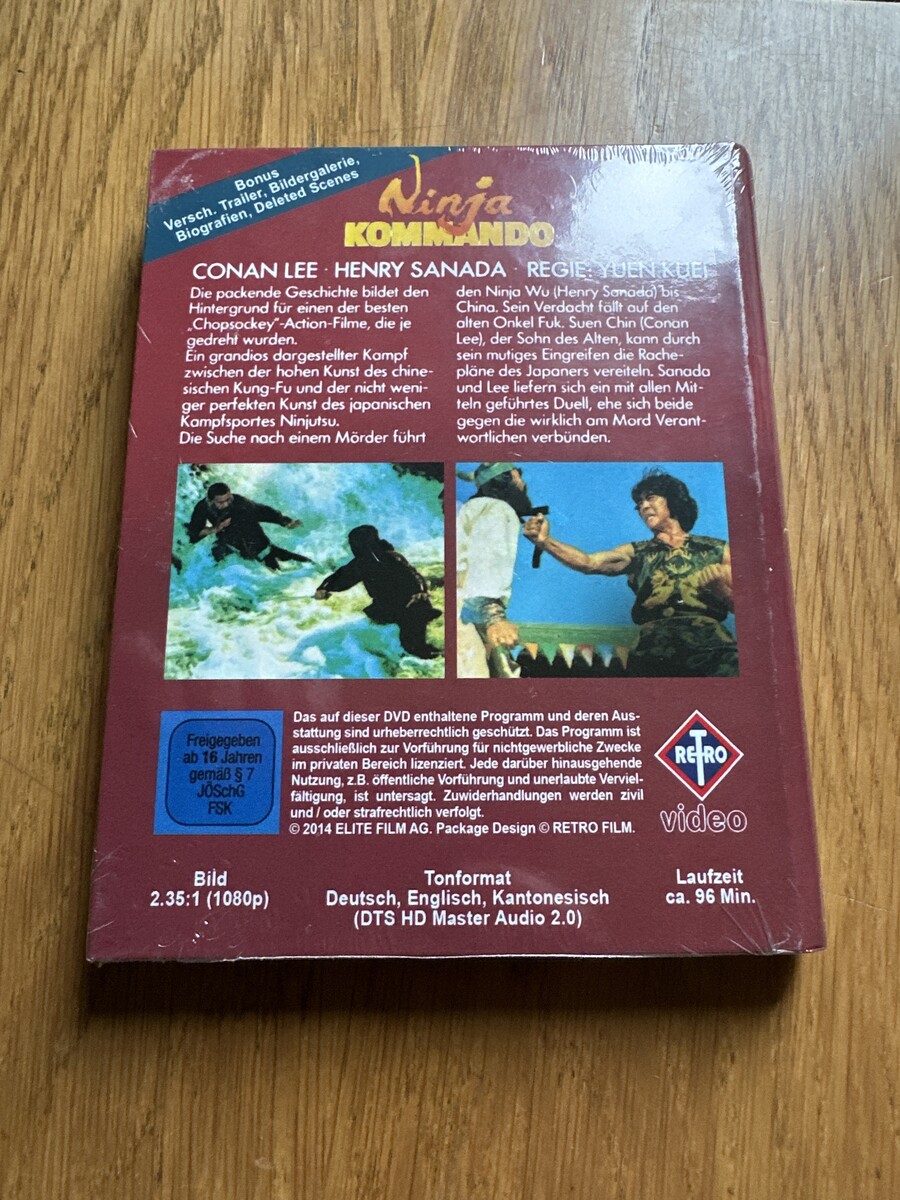 Bonus
Versch. Trailer, Bildergalerie,
Biografien, Deleted Scenes
Ninja
KOMMANDO
CONAN LEE · HENRY SANADA · REGIE: YUEN KUEI
Die packende Geschichte bildet den
Hintergrund für einen der besten
„Chopsockey"-Action-Filme, die je
gedreht wurden.
Ein grandios dargestellter Kampf
zwischen der hohen Kunst des chine-
sischen Kung-Fu und der nicht weni-
ger perfekten Kunst des japanischen
Kampfsportes Ninjutsu.
Die Suche nach einem Mörder führt
den Ninja Wu (Henry Sanada) bis
China. Sein Verdacht fällt auf den
alten Onkel Fuk. Suen Chin (Conan
Lee), der Sohn des Alten, kann durch
sein mutiges Eingreifen die Rache-
pläne des Japaners vereiteln. Sanada
und Lee liefern sich ein mit allen Mit-
teln geführtes Duell, ehe sich beide
gegen die wirklich am Mord Verant-
wortlichen verbünden.
Freigegeben
ab 16 Jahren
gemäß § 7
JÖSchG
FSK
Das auf dieser DVD enthaltene Programm und deren Aus-
stattung sind urheberrechtlich geschützt. Das Programm ist
ausschließlich zur Vorführung für nichtgewerbliche Zwecke
im privaten Bereich lizenziert. Jede darüber hinausgehende
Nutzung, z.B. öffentliche Vorführung und unerlaubte Verviel-
fältigung, ist untersagt. Zuwiderhandlungen werden zivil
und / oder strafrechtlich verfolgt.
© 2014 ELITE FILM AG. Package Design © RETRO FILM.
RETRO
video
Bild
2.35:1 (1080p)
Tonformat
Deutsch, Englisch, Kantonesisch
(DTS HD Master Audio 2.0)
Laufzeit
ca. 96 Min.